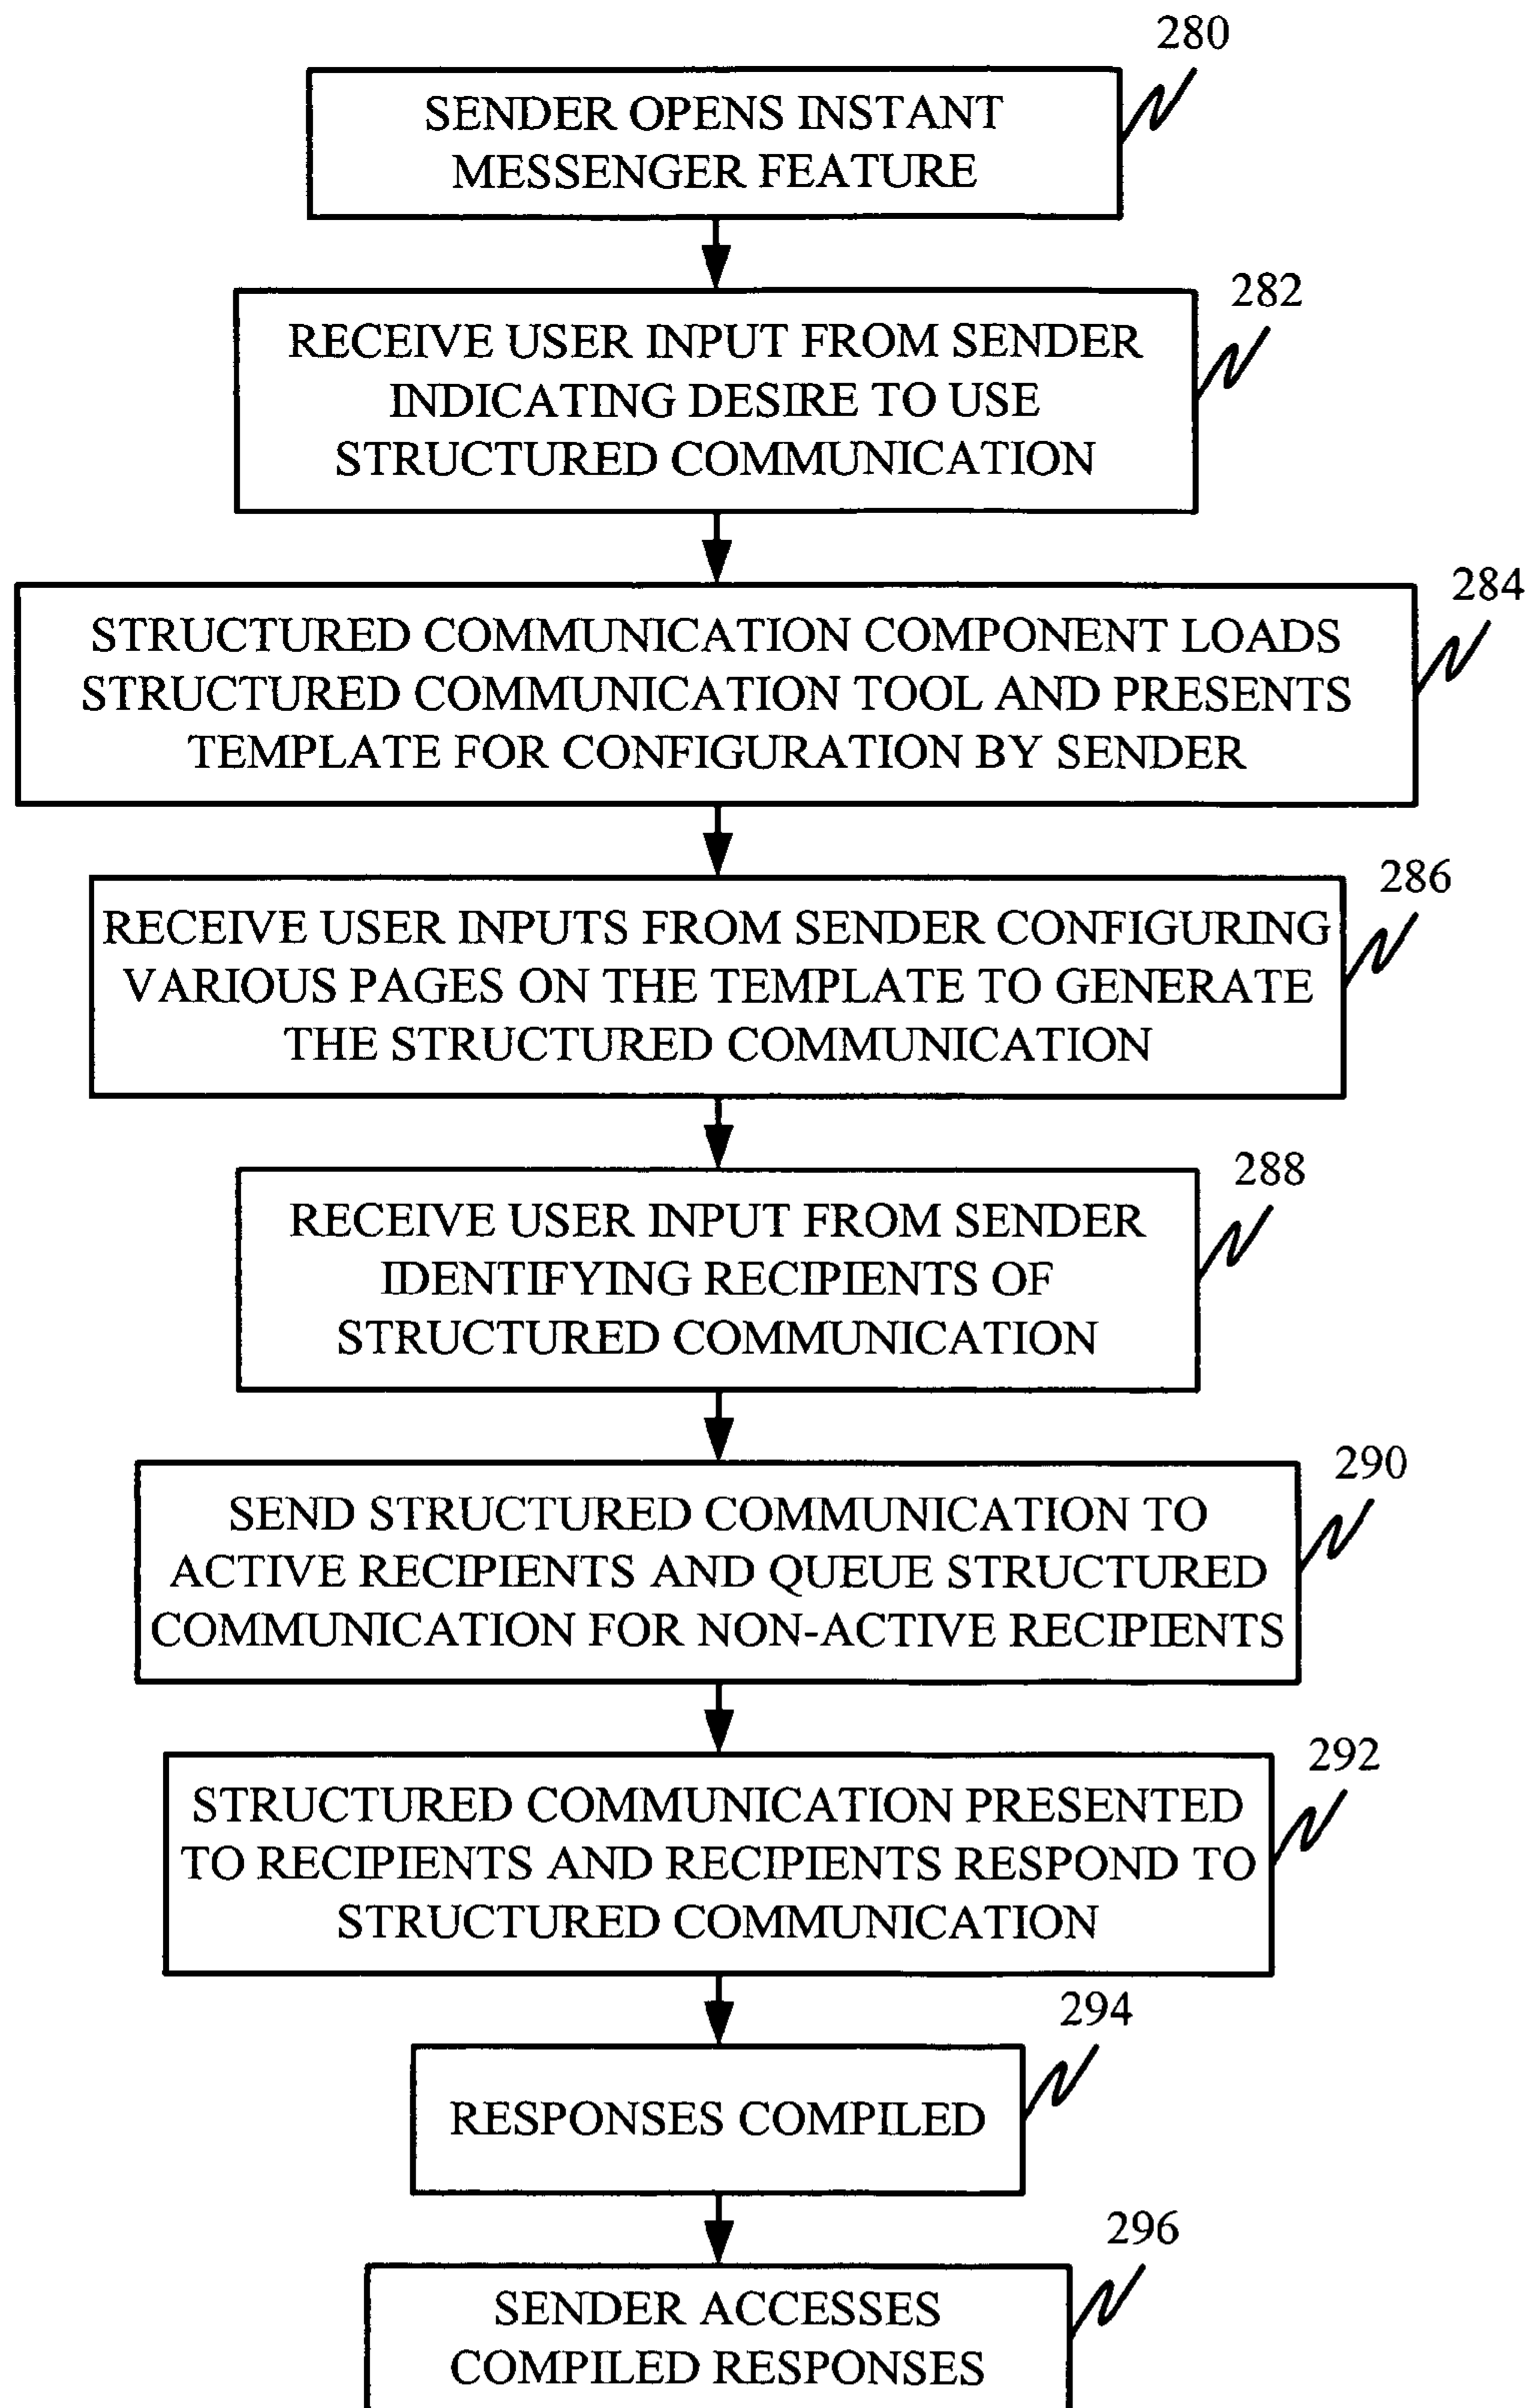 280
SENDER OPENS INSTANT
MESSENGER FEATURE
282
RECEIVE USER INPUT FROM SENDER
INDICATING DESIRE TO USE
STRUCTURED COMMUNICATION
284
STRUCTURED COMMUNICATION COMPONENT LOADS
STRUCTURED COMMUNICATION TOOL AND PRESENTS
TEMPLATE FOR CONFIGURATION BY SENDER
286
RECEIVE USER INPUTS FROM SENDER CONFIGURING
VARIOUS PAGES ON THE TEMPLATE TO GENERATE
THE STRUCTURED COMMUNICATION
288
RECEIVE USER INPUT FROM SENDER
IDENTIFYING RECIPIENTS OF
STRUCTURED COMMUNICATION
290
SEND STRUCTURED COMMUNICATION TO
ACTIVE RECIPIENTS AND QUEUE STRUCTURED
COMMUNICATION FOR NON-ACTIVE RECIPIENTS
292
STRUCTURED COMMUNICATION PRESENTED
TO RECIPIENTS AND RECIPIENTS RESPOND TO
STRUCTURED COMMUNICATION
294
RESPONSES COMPILED
296
SENDER ACCESSES
COMPILED RESPONSES